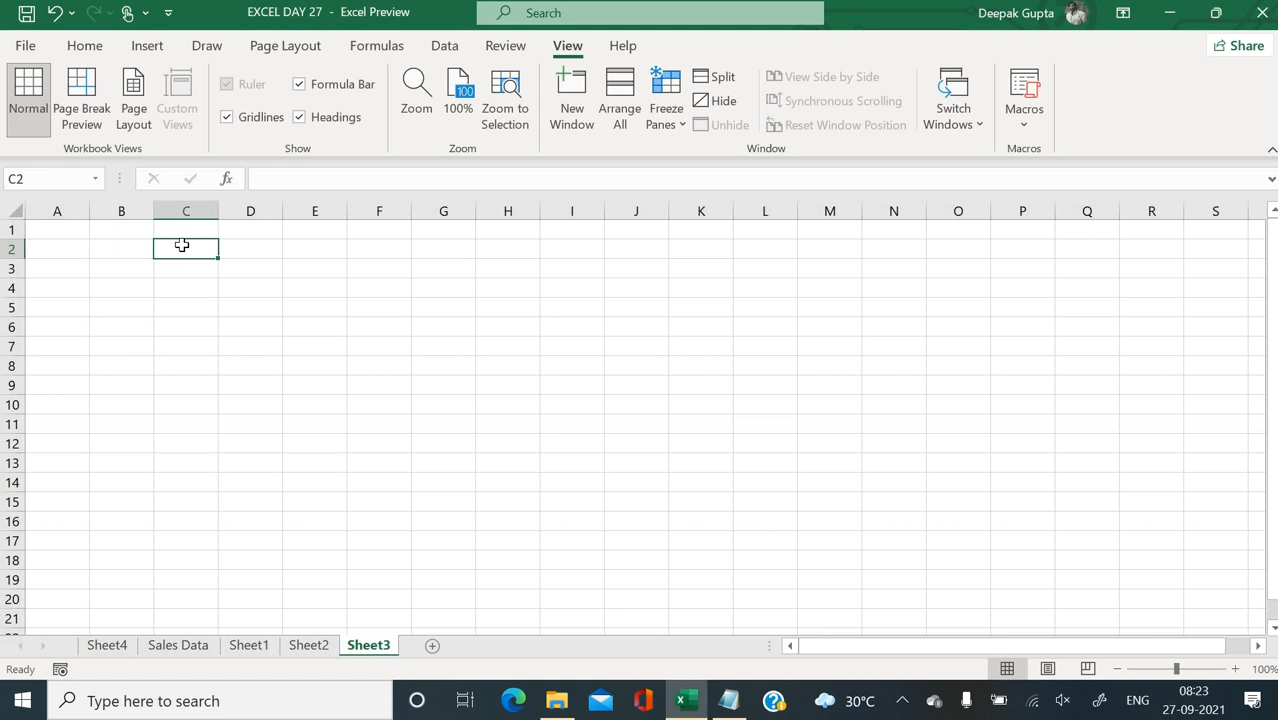 EXCEL DAY 27 - Excel Preview
Search
Deepak Gupta
File Home Insert Draw Page Layout Formulas Data Review View Help
Share
Normal
Page Break Preview
Page Layout
Custom Views
Workbook Views
Ruler
Formula Bar
Gridlines
Headings
Show
Zoom
100
100%
Zoom to Selection
Zoom
New Window
Arrange All
Freeze Panes
Split
Hide
Unhide
View Side by Side
Synchronous Scrolling
Reset Window Position
Window
Switch Windows
Macros
Macros
C2
fx
A B C D E F G H I J K L M N O P Q R S
1
2
3
4
5
6
7
8
9
10
11
12
13
14
15
16
17
18
19
20
21
Sheet4 Sales Data Sheet1 Sheet2 Sheet3
Ready
100%
Type here to search
30°C
ENG
08:23
27-09-2021